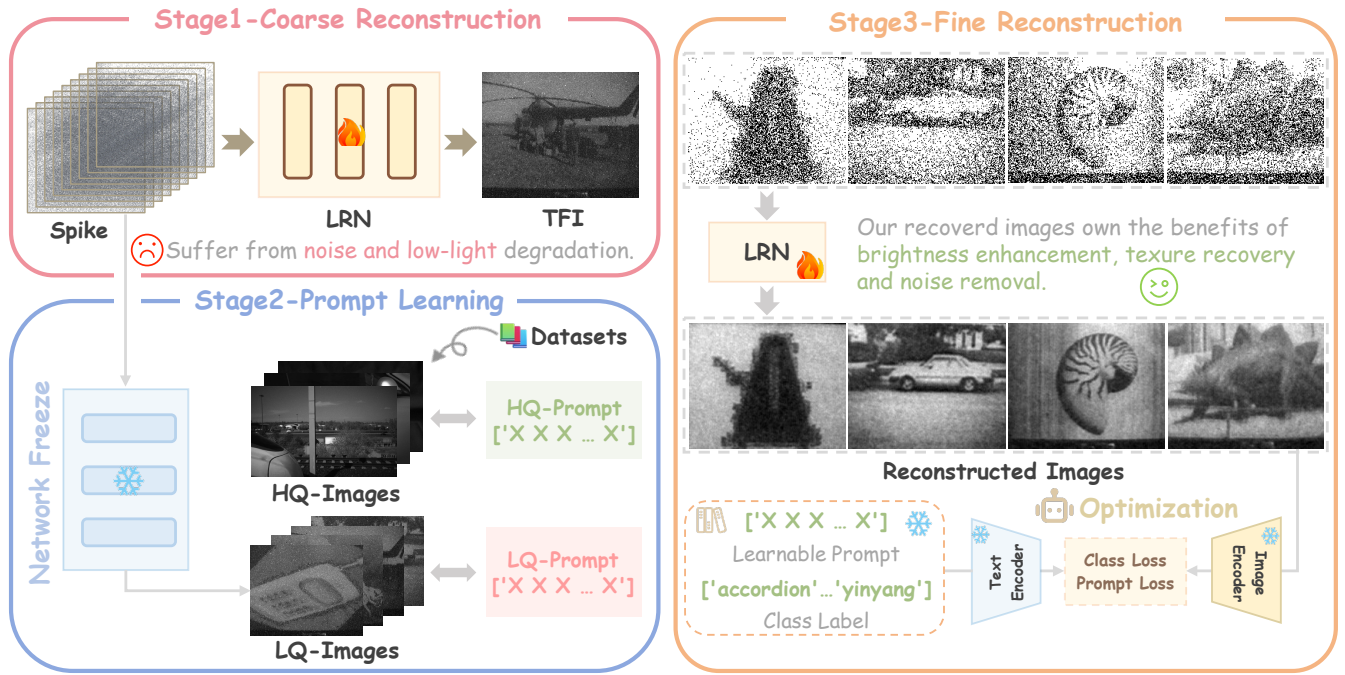 Stage1-Coarse Reconstruction
Spike
LRN
TFI
Suffer from noise and low-light degradation.
Stage2-Prompt Learning
Datasets
Network Freeze
HQ-Prompt
['X X X ... X']
HQ-Images
LQ-Prompt
['X X X ... X']
LQ-Images
Stage3-Fine Reconstruction
LRN
Our recoverd images own the benefits of
brightness enhancement, texure recovery
and noise removal.
Reconstructed Images
Optimization
['X X X ... X']
Learnable Prompt
['accordion'...'yinyang']
Class Label
Text
Encoder
Class Loss
Prompt Loss
Image
Encoder